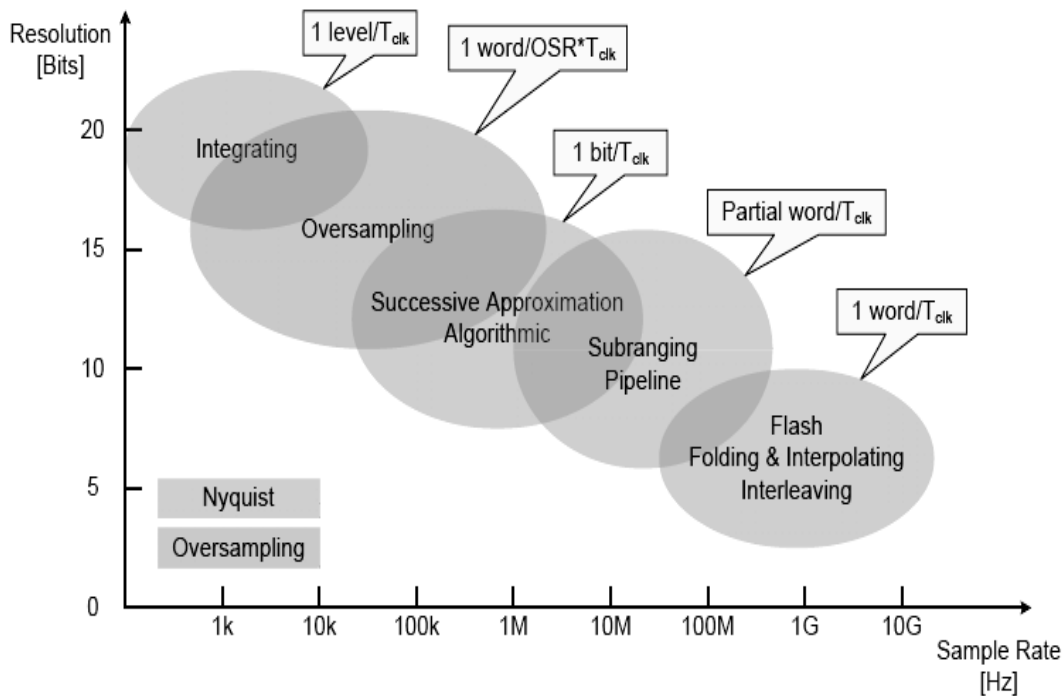 Resolution
[Bits]
1 level/Tclk
1 word/OSR*Tclk
1 bit/Tclk
Partial word/Tclk
1 word/Tclk
20
15
10
5
0
Integrating
Oversampling
Successive Approximation
Algorithmic
Subranging
Pipeline
Flash
Folding & Interpolating
Interleaving
Nyquist
Oversampling
1k
10k
100k
1M
10M
100M
1G
10G
Sample Rate
[Hz]